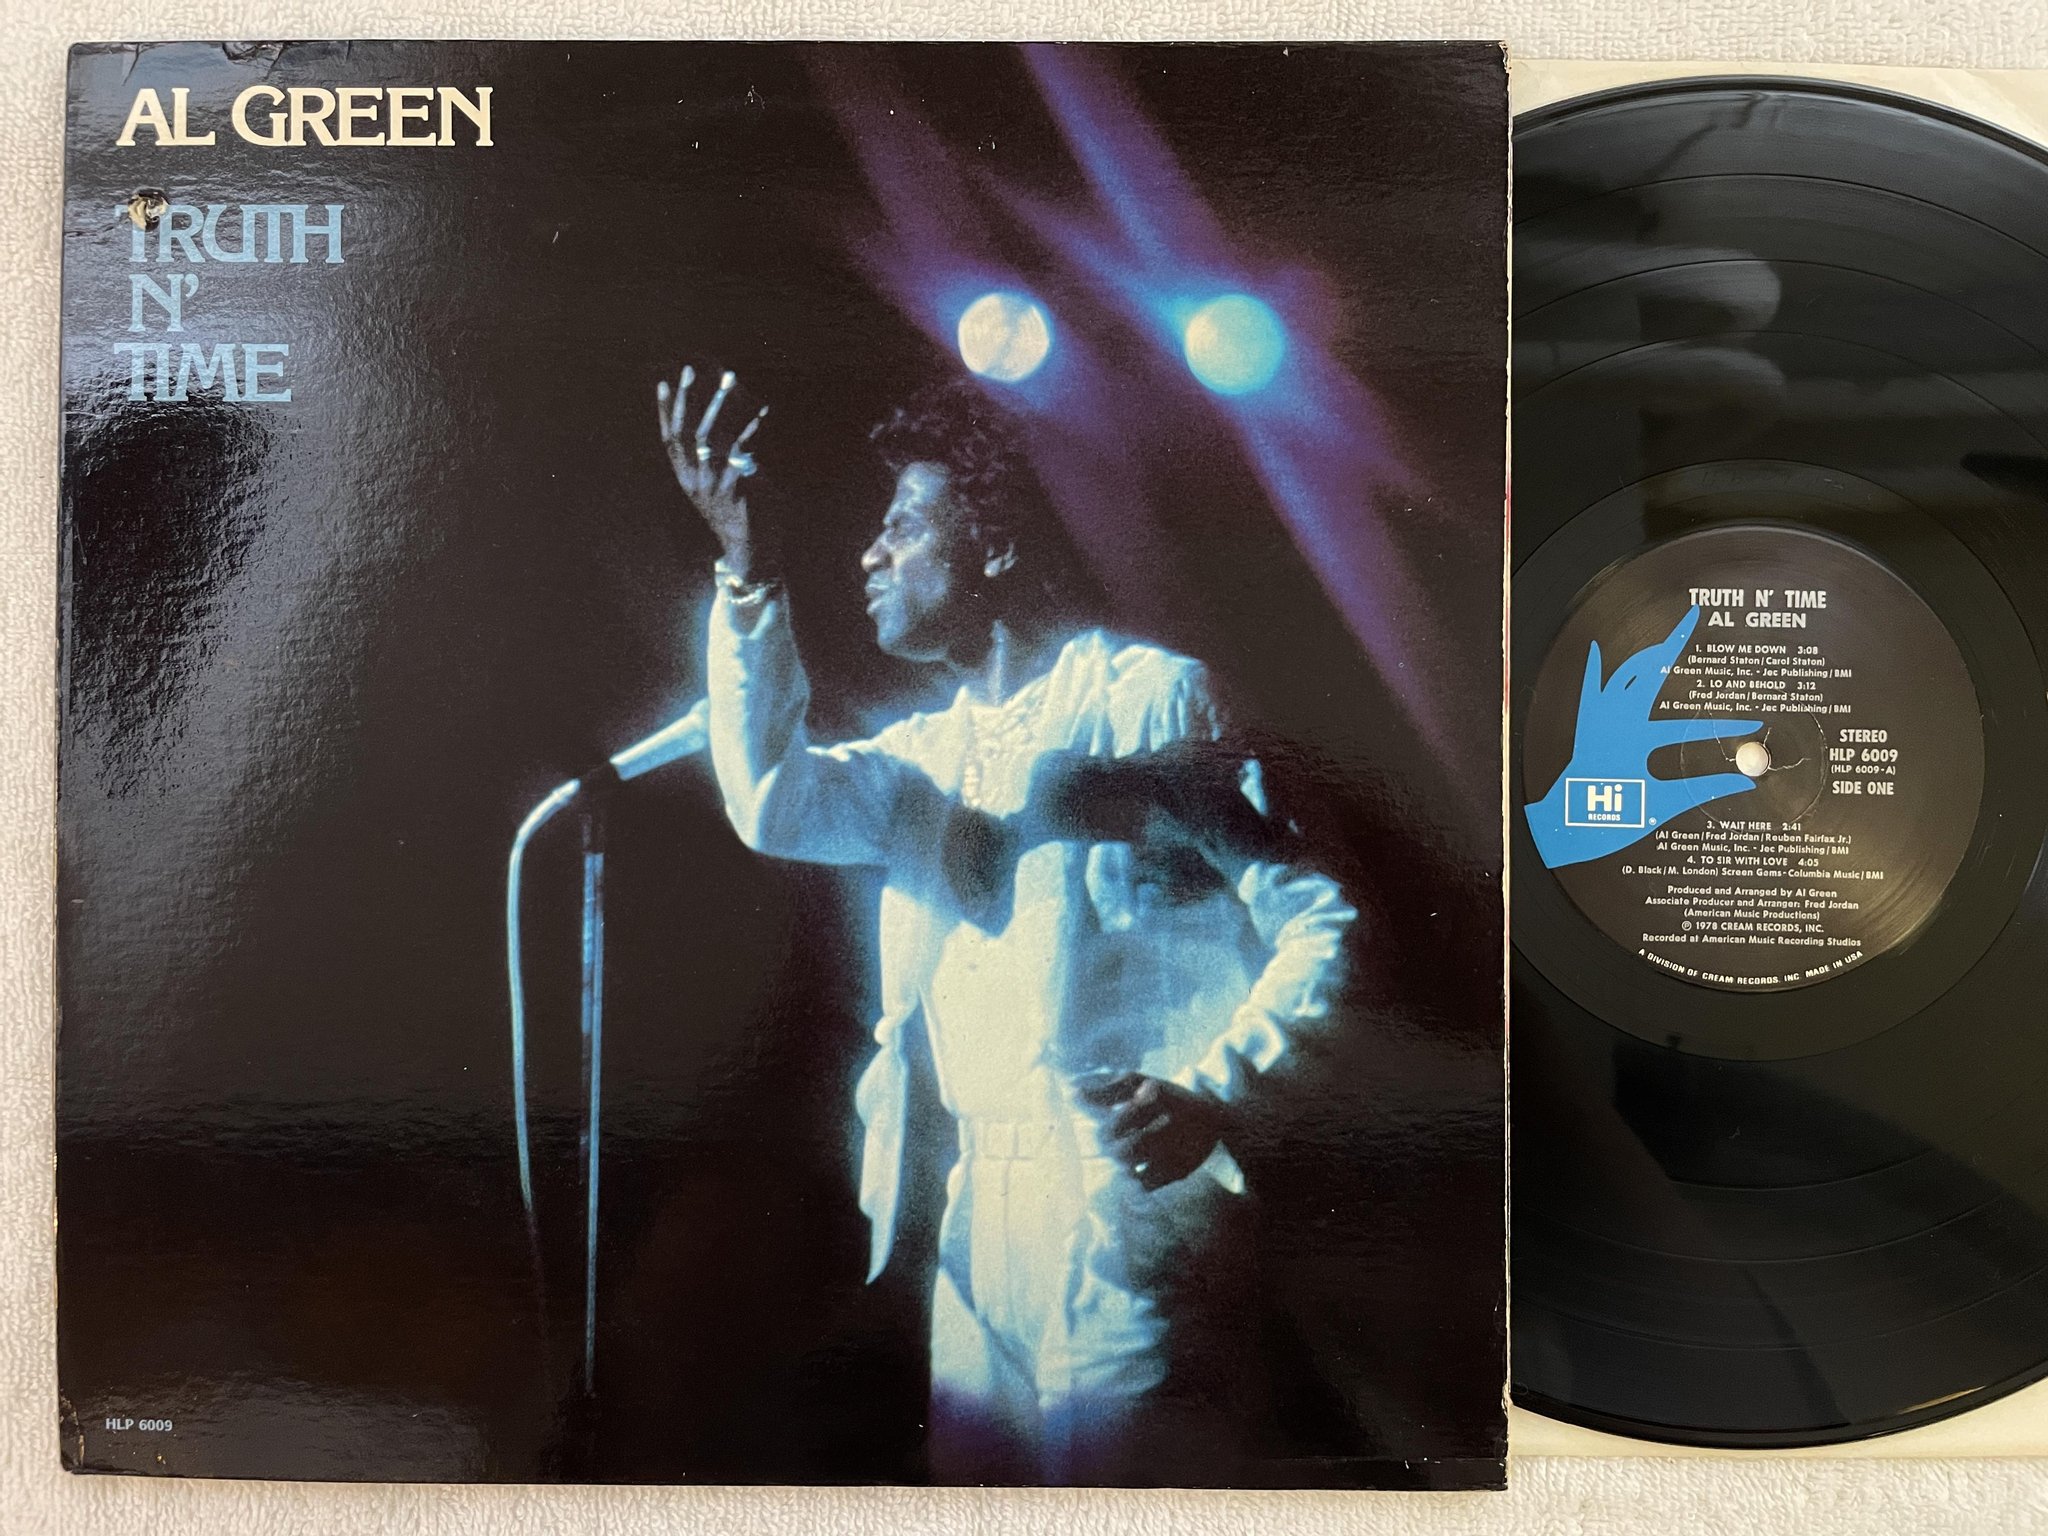 AL GREEN
TRUTH
N'
TIME
HLP 6009
TRUTH N' TIME
AL GREEN
1. BLOW ME DOWN 3:08
(Bernard Staton/Carol Staton)
Al Green Music, Inc. - Jec Publishing/BMI
2. LO AND BEHOLD 3:12
(Fred Jordan/Bernard Staton)
Al Green Music, Inc. - Jec Publishing/BMI
STEREO
HLP 6009
(HLP 6009-A)
SIDE ONE
Hi
RECORDS
®
3. WAIT HERE 2:41
(Al Green/Fred Jordan/Reuben Fairfax Jr.)
Al Green Music, Inc. - Jec Publishing/BMI
4. TO SIR WITH LOVE 4:05
(D. Black/M. London) Screen Gems-Columbia Music/BMI
Produced and Arranged by Al Green
Associate Producer and Arranger: Fred Jordan
(American Music Productions)
℗ 1978 CREAM RECORDS, INC.
Recorded at American Music Recording Studios
A DIVISION OF CREAM RECORDS, INC. MADE IN USA